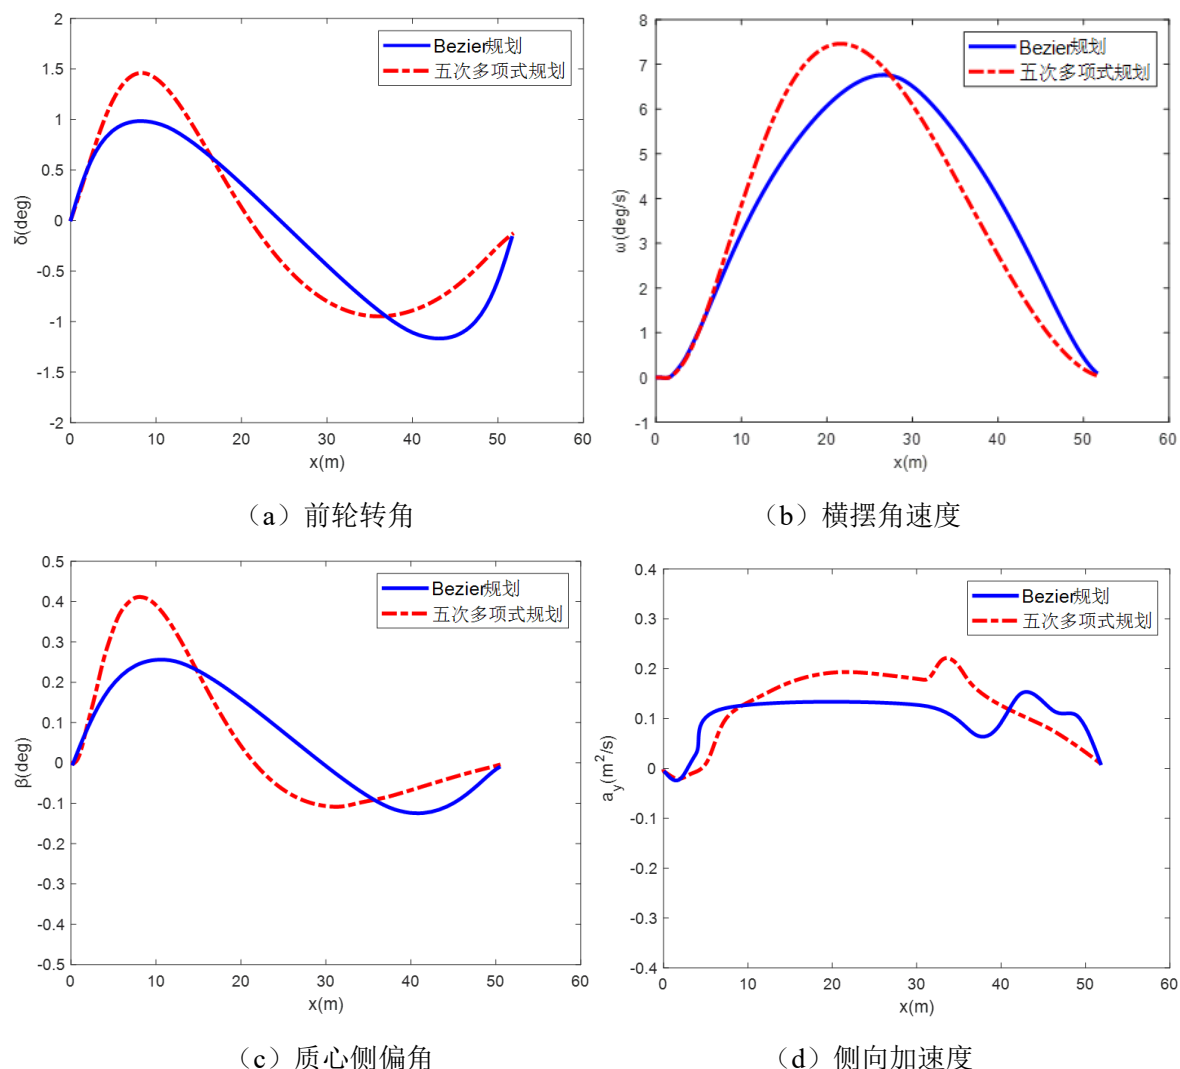 2
1.5
1
0.5
0
-0.5
-1
-1.5
-2
δ(deg)
0 10 20 30 40 50 60
x(m)
Bezier规划
五次多项式规划
（a）前轮转角
8
7
6
5
4
3
2
1
0
-1
ω(deg/s)
0 10 20 30 40 50 60
x(m)
Bezier规划
五次多项式规划
（b）横摆角速度
0.5
0.4
0.3
0.2
0.1
0
-0.1
-0.2
-0.3
-0.4
-0.5
β(deg)
0 10 20 30 40 50 60
x(m)
Bezier规划
五次多项式规划
（c）质心侧偏角
0.4
0.3
0.2
0.1
0
-0.1
-0.2
-0.3
-0.4
a_y(m²/s)
0 10 20 30 40 50 60
x(m)
Bezier规划
五次多项式规划
（d）侧向加速度